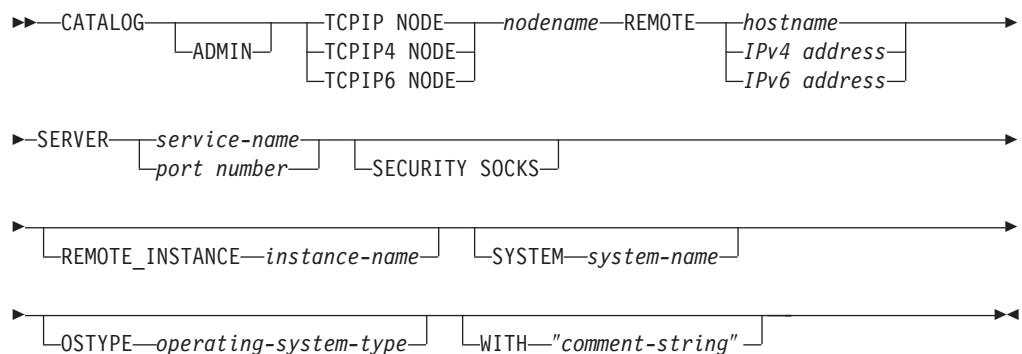 CATALOG TCPIP NODE nodename REMOTE hostname
ADMIN TCPIP4 NODE IPv4 address
TCPIP6 NODE IPv6 address
SERVER service-name
port number SECURITY SOCKS
REMOTE_INSTANCE instance-name SYSTEM system-name
OSTYPE operating-system-type WITH "comment-string"